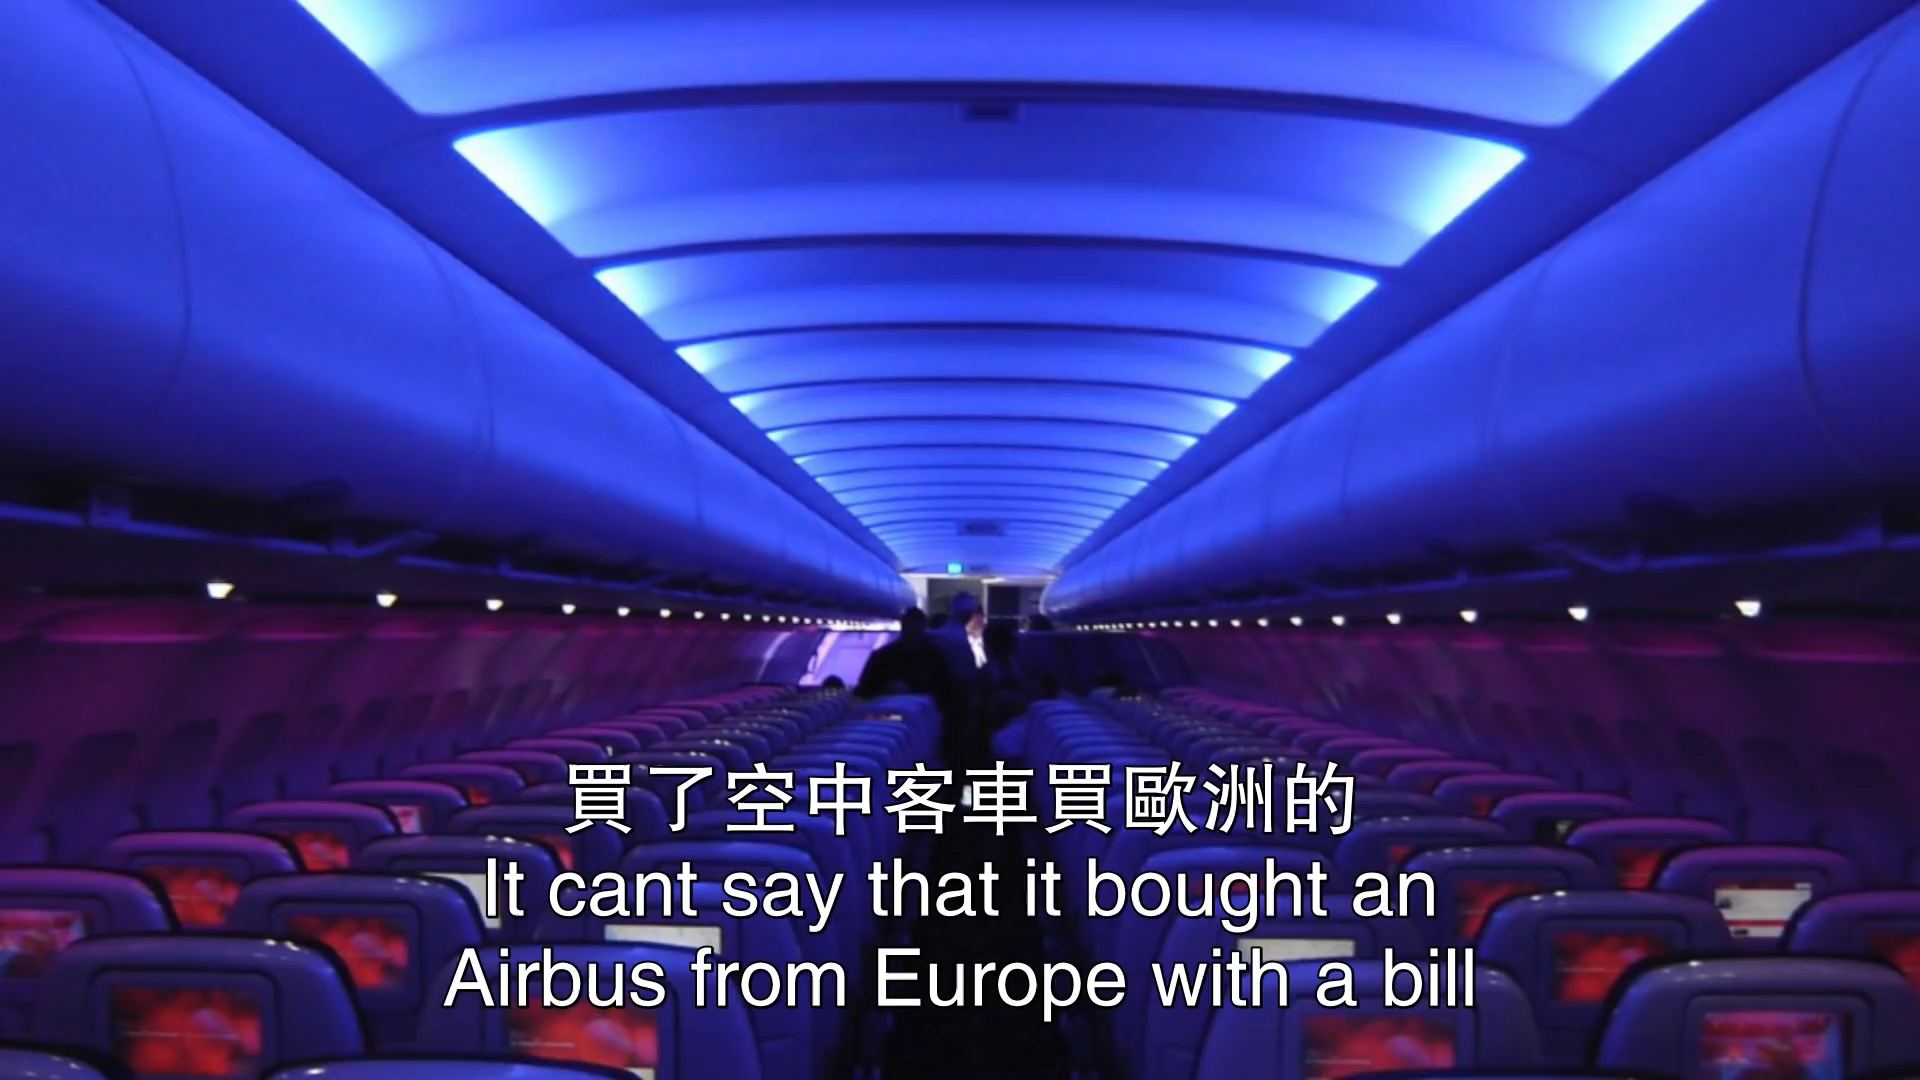 買了空中客車買歐洲的
It cant say that it bought an
Airbus from Europe with a bill